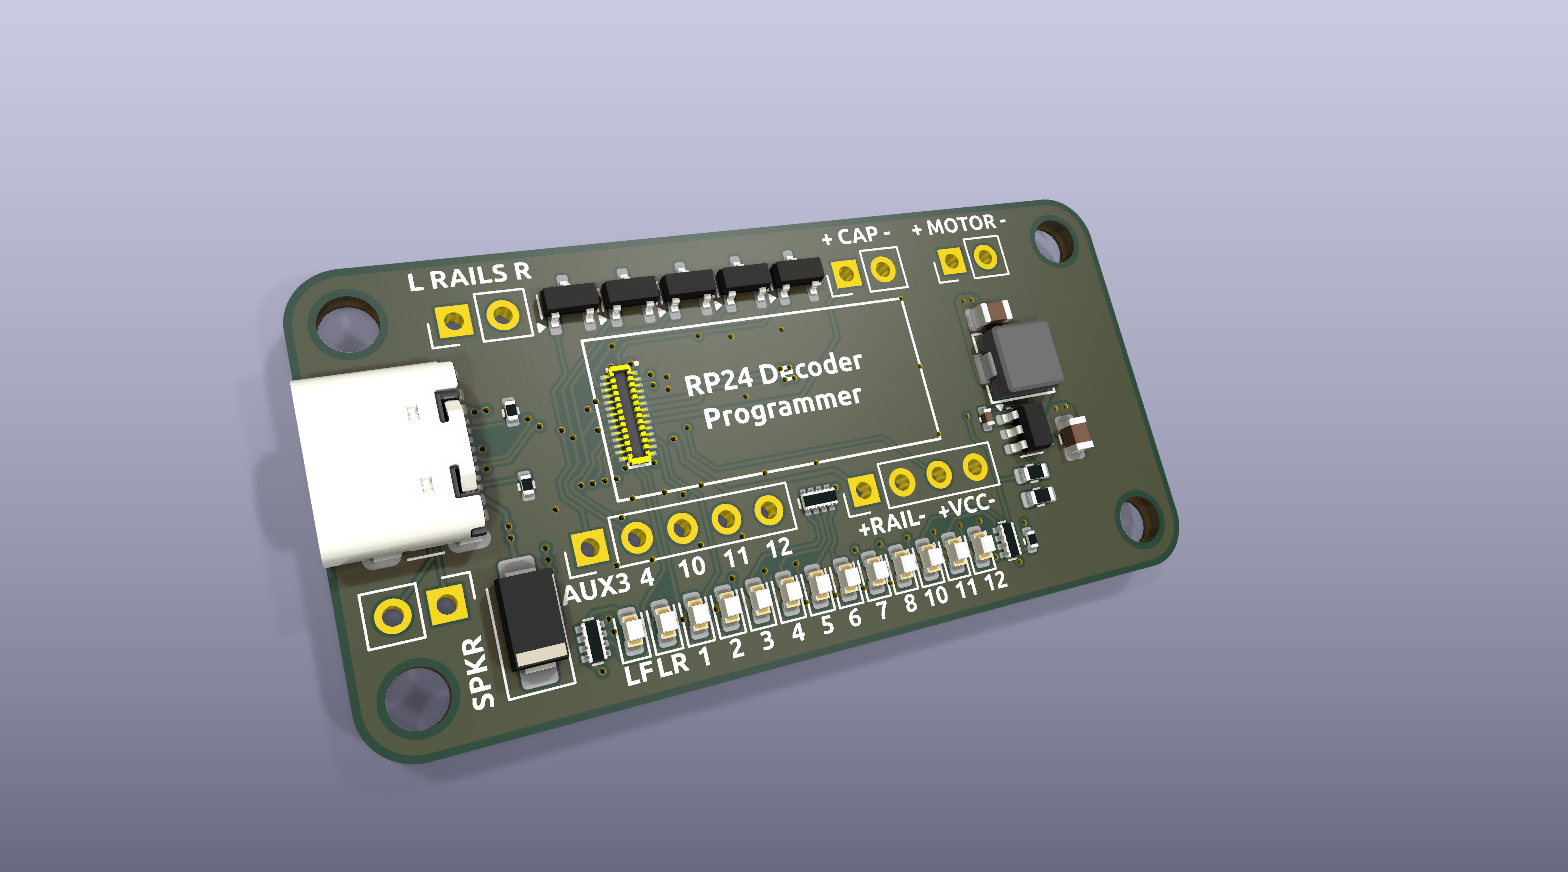 L RAILS R
+ CAP -
+ MOTOR -
RP24 Decoder
Programmer
+RAIL- +VCC-
AUX3 4 10 11 12
LF LR 1 2 3 4 5 6 7 8 10 11 12
SPKR